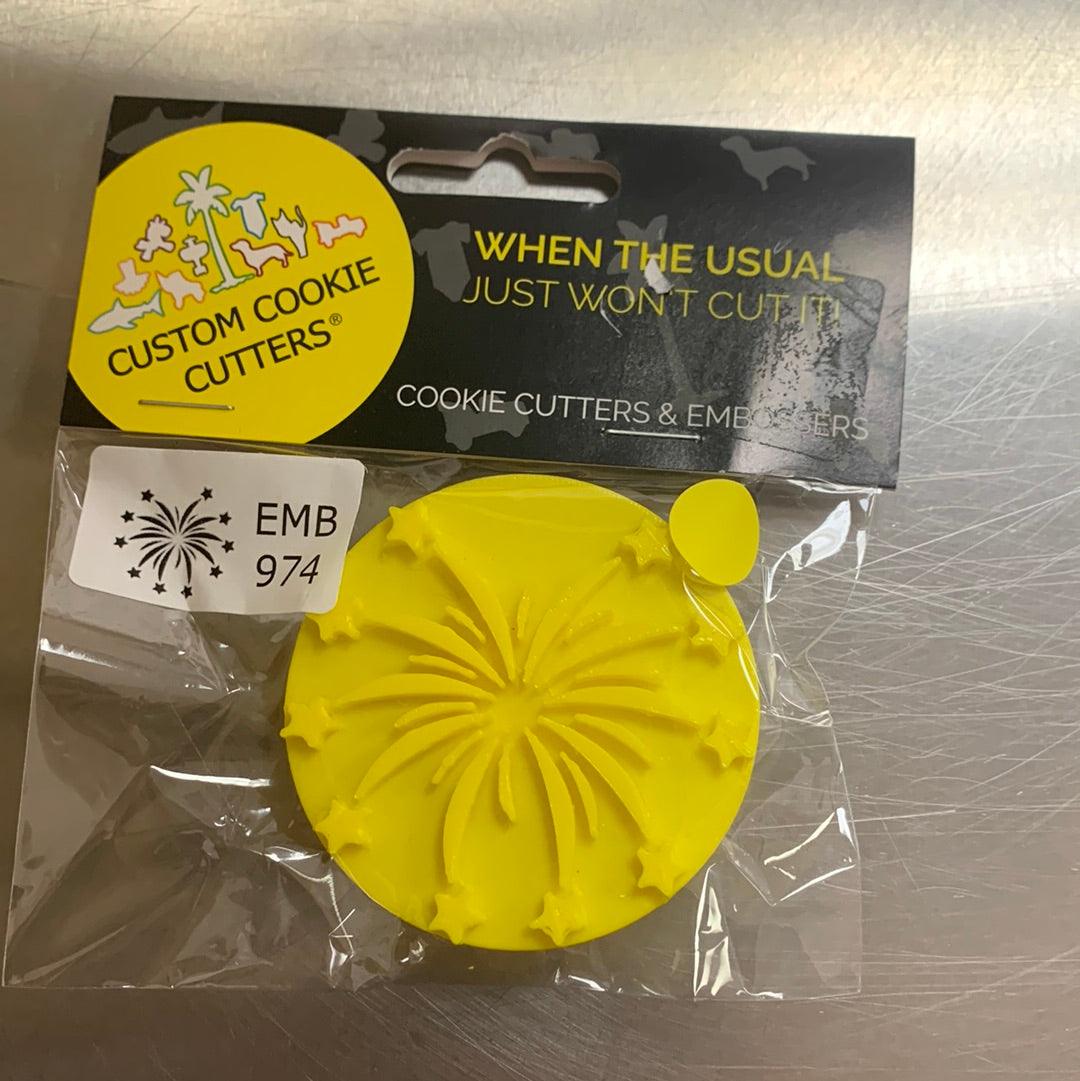 CUSTOM COOKIE
CUTTERS®
WHEN THE USUAL
JUST WON'T CUT IT!
COOKIE CUTTERS & EMBOSSERS
EMB
974